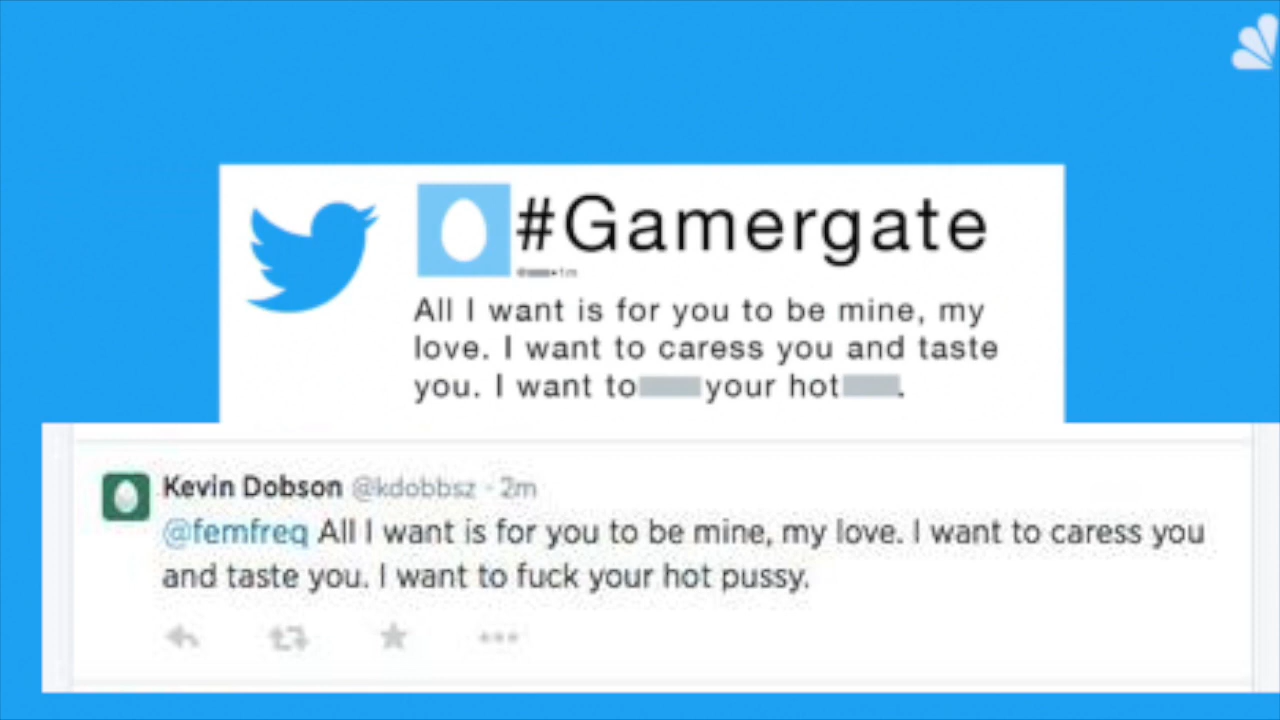 #Gamergate
All I want is for you to be mine, my
love. I want to caress you and taste
you. I want to your hot .
Kevin Dobson @kdobbsz · 2m
@femfreq All I want is for you to be mine, my love. I want to caress you
and taste you. I want to fuck your hot pussy.